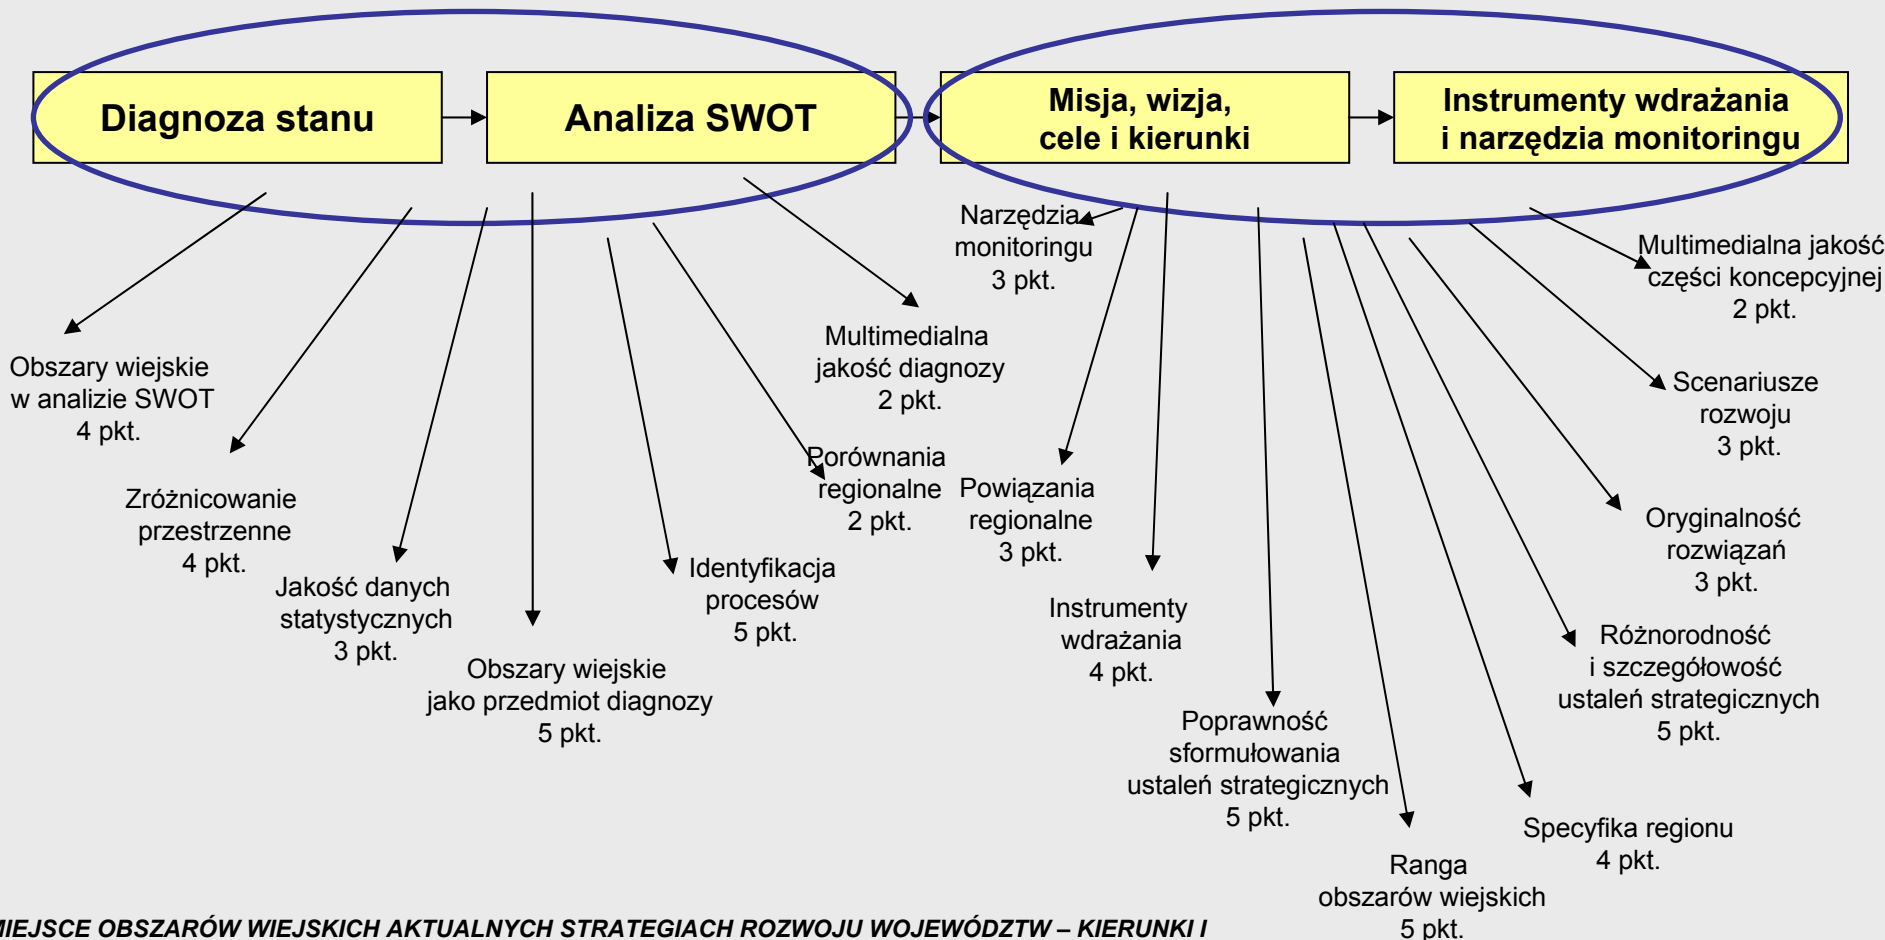 Diagnoza stanu
Analiza SWOT
Misja, wizja,
cele i kierunki
Instrumenty wdrażania
i narzędzia monitoringu
Obszary wiejskie
w analizie SWOT
4 pkt.
Zróżnicowanie
przestrzenne
4 pkt.
Jakość danych
statystycznych
3 pkt.
Obszary wiejskie
jako przedmiot diagnozy
5 pkt.
Identyfikacja
procesów
5 pkt.
Porównania
regionalne
2 pkt.
Multimedialna
jakość diagnozy
2 pkt.
Narzędzia
monitoringu
3 pkt.
Powiązania
regionalne
3 pkt.
Instrumenty
wdrażania
4 pkt.
Poprawność
sformułowania
ustaleń strategicznych
5 pkt.
Ranga
obszarów wiejskich
5 pkt.
Specyfika regionu
4 pkt.
Różnorodność
i szczegółowość
ustaleń strategicznych
5 pkt.
Oryginalność
rozwiązań
3 pkt.
Scenariusze
rozwoju
3 pkt.
Multimedialna jakość
części koncepcyjnej
2 pkt.
MIEJSCE OBSZARÓW WIEJSKICH AKTUALNYCH STRATEGIACH ROZWOJU WOJEWÓDZTW – KIERUNKI I